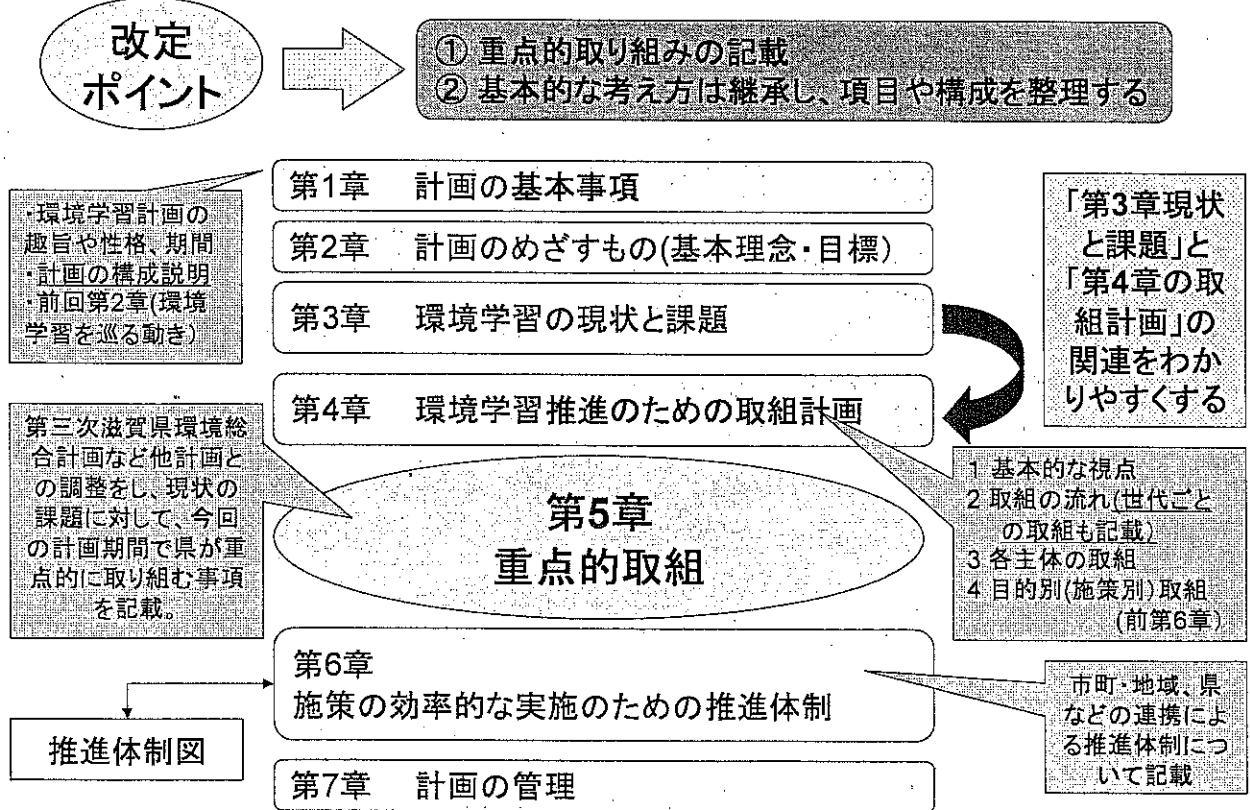 改定
ポイント
① 重点的取り組みの記載
② 基本的な考え方は継承し、項目や構成を整理する
第1章 計画の基本事項
・環境学習計画の
趣旨や性格、期間
・計画の構成説明
・前回第2章(環境
学習を巡る動き)
第2章 計画のめざすもの(基本理念・目標)
第3章 環境学習の現状と課題
「第3章現状
と課題」と
「第4章の取
組計画」の
関連をわか
りやすくする
第4章 環境学習推進のための取組計画
1 基本的な視点
2 取組の流れ(世代ごと
の取組も記載)
3 各主体の取組
4 目的別(施策別)取組
(前第6章)
第三次滋賀県環境総
合計画など他計画と
の調整をし、現状の
課題に対して、今回
の計画期間で県が重
点的に取り組む事項
を記載。
第5章
重点的取組
第6章
施策の効率的な実施のための推進体制
市町・地域、県
などの連携によ
る推進体制につ
いて記載
推進体制図
第7章 計画の管理